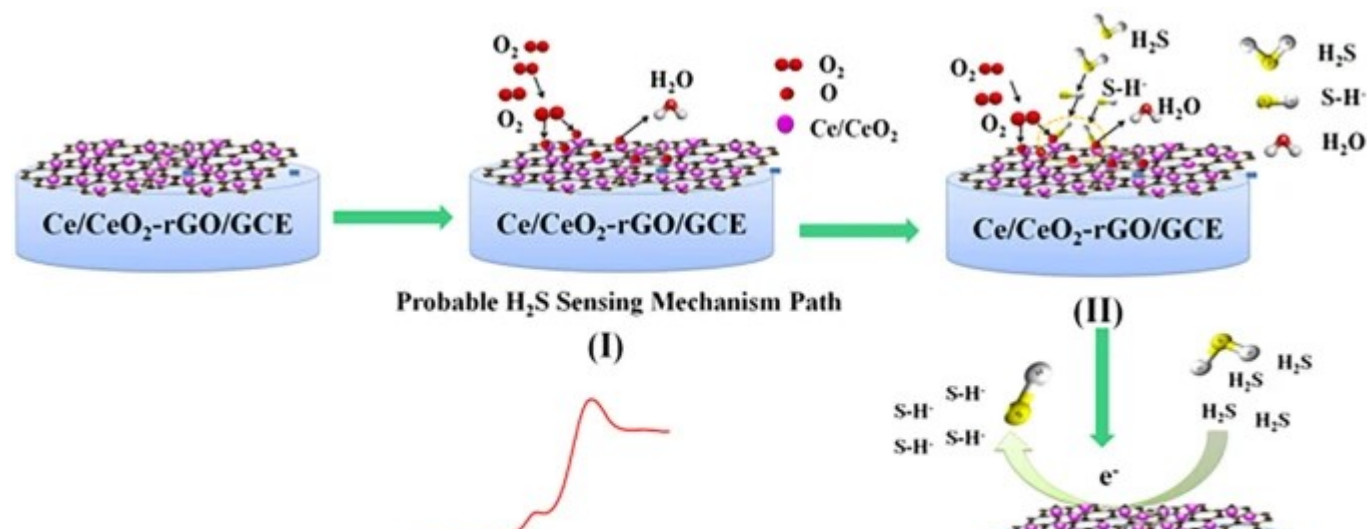 O₂
O₂
H₂O
O₂
O
Ce/CeO₂
O₂
O₂
H₂S
S-H⁻
H₂O
H₂S
S-H⁻
H₂O
Ce/CeO₂-rGO/GCE
Ce/CeO₂-rGO/GCE
Ce/CeO₂-rGO/GCE
Probable H₂S Sensing Mechanism Path
(I)
(II)
S-H⁻
S-H⁻
S-H⁻
S-H⁻
H₂S
H₂S
H₂S
H₂S
e⁻